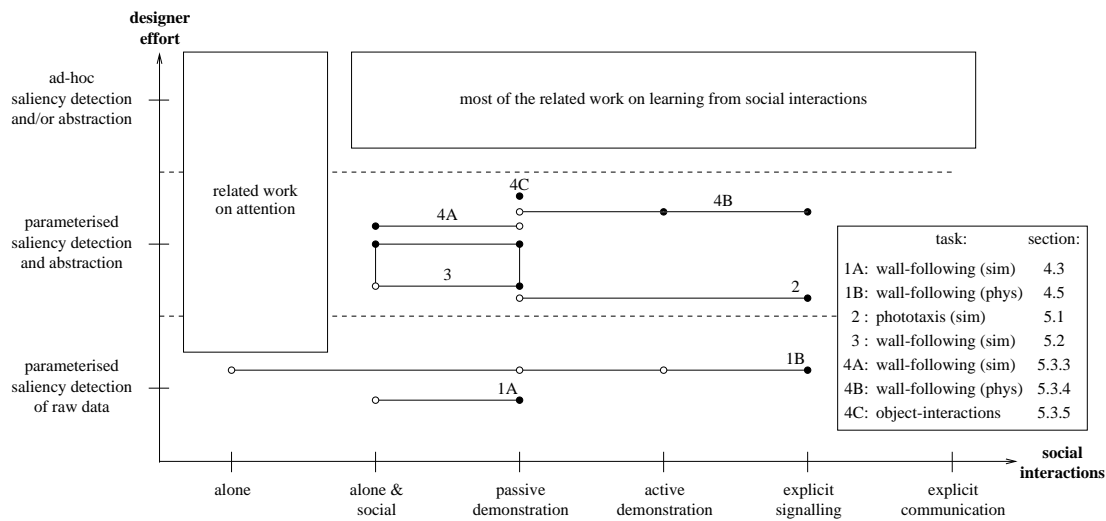 designer
effort
ad-hoc
saliency detection
and/or abstraction
most of the related work on learning from social interactions
related work
on attention
parameterised
saliency detection
and abstraction
4C
4A
4B
3
2
task: section:
1A: wall-following (sim) 4.3
1B: wall-following (phys) 4.5
2 : phototaxis (sim) 5.1
3 : wall-following (sim) 5.2
4A: wall-following (sim) 5.3.3
4B: wall-following (phys) 5.3.4
4C: object-interactions 5.3.5
parameterised
saliency detection
of raw data
1B
1A
social
interactions
alone
alone &
social
passive
demonstration
active
demonstration
explicit
signalling
explicit
communication